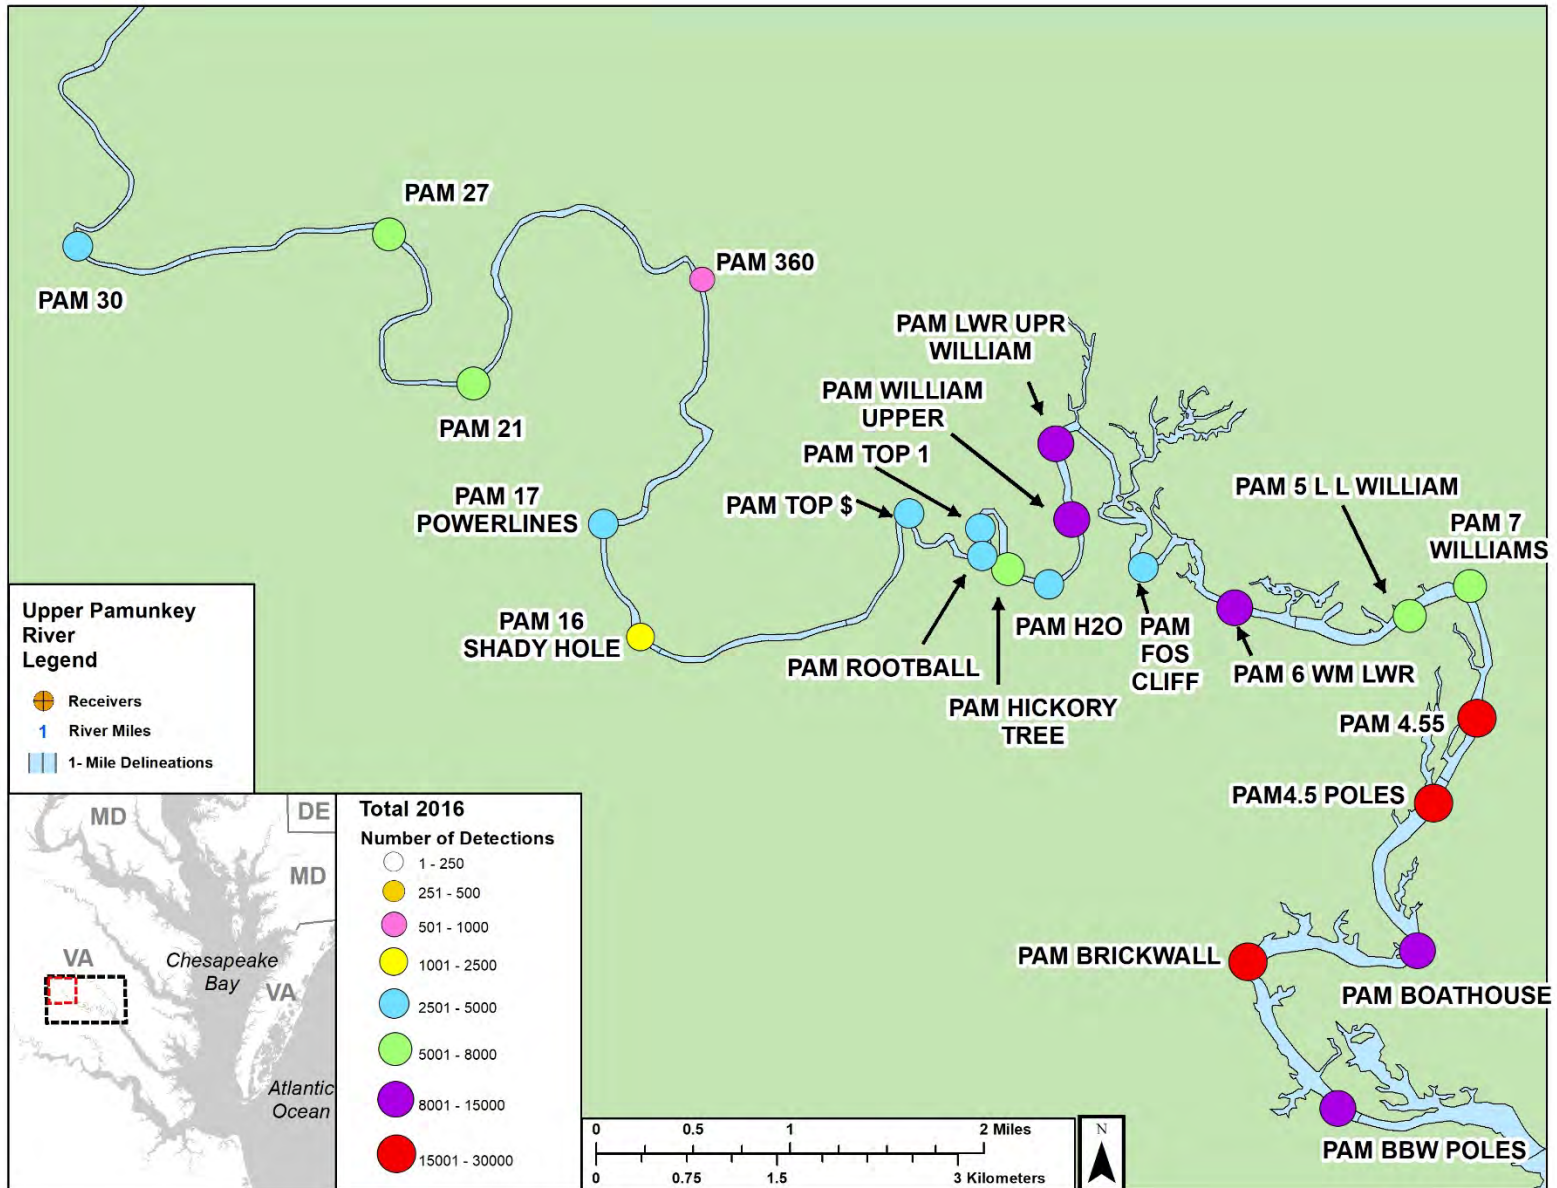 PAM 27
PAM 360
PAM 30
PAM LWR UPR
WILLIAM
PAM WILLIAM
UPPER
PAM 21
PAM TOP 1
PAM 17
POWERLINES
PAM TOP $
PAM 5 L L WILLIAM
PAM 7
WILLIAMS
PAM 16
SHADY HOLE
PAM H2O
PAM
FOS
CLIFF
PAM ROOTBALL
PAM 6 WM LWR
PAM HICKORY
TREE
PAM 4.55
PAM4.5 POLES
PAM BRICKWALL
PAM BOATHOUSE
PAM BBW POLES
Upper Pamunkey
River
Legend
Receivers
1 River Miles
1- Mile Delineations
MD
DE
MD
VA
Chesapeake
Bay
VA
Atlantic
Ocean
Total 2016
Number of Detections
1 - 250
251 - 500
501 - 1000
1001 - 2500
2501 - 5000
5001 - 8000
8001 - 15000
15001 - 30000
0 0.5 1 2 Miles
0 0.75 1.5 3 Kilometers
N